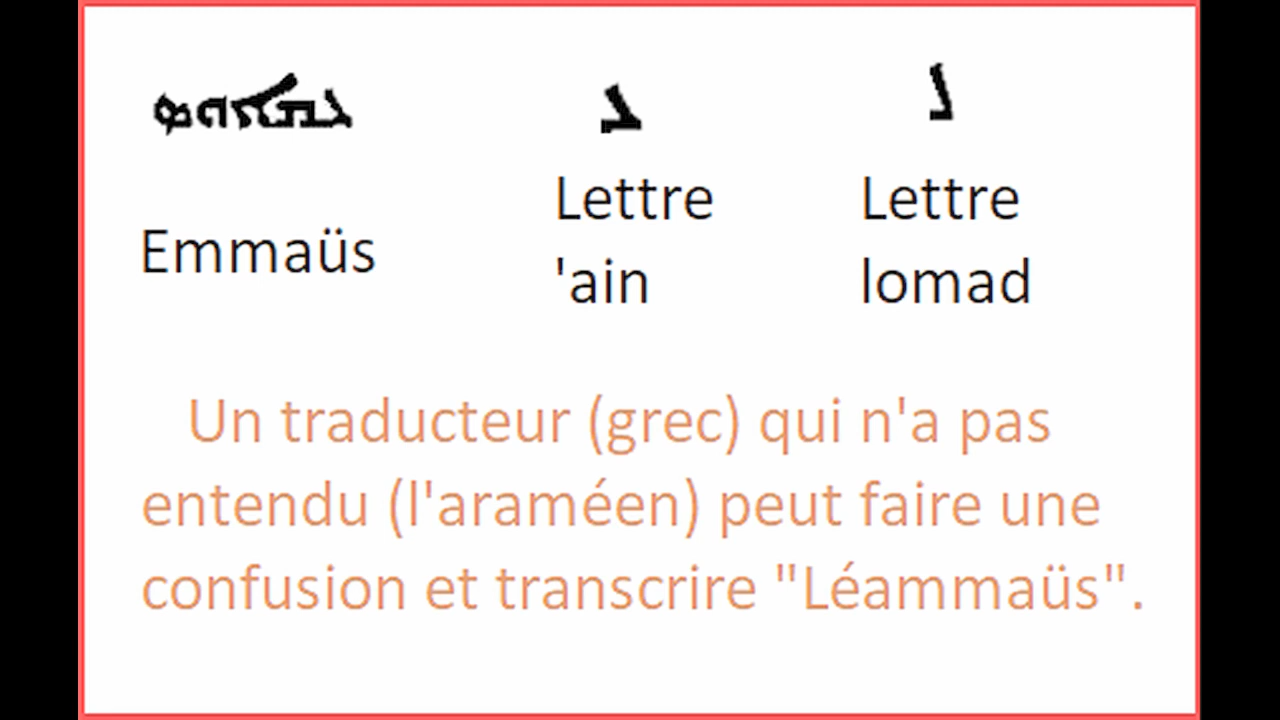 ܥܡܐܘܣ ܥ ܠ
Emmaüs
Lettre
'ain
Lettre
lomad
Un traducteur (grec) qui n'a pas
entendu (l'araméen) peut faire une
confusion et transcrire "Léammaüs".